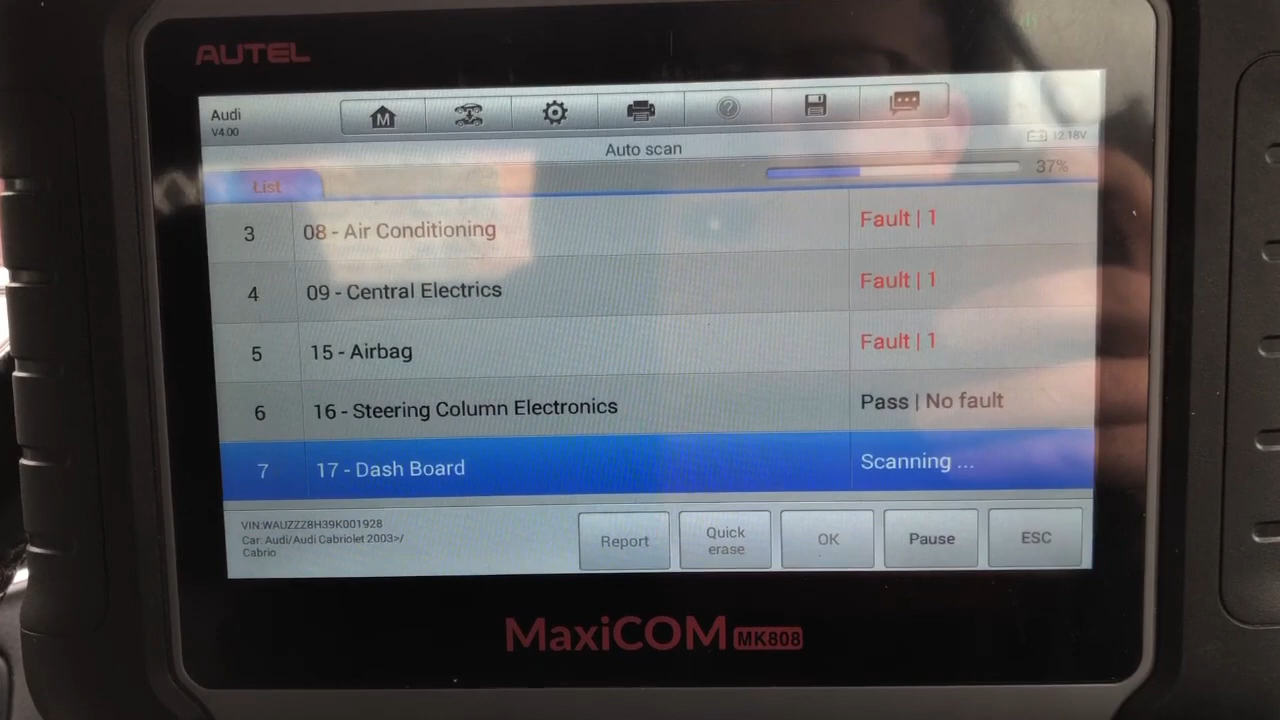 AUTEL
Audi
V4.00
M
12.18V
Auto scan
List
37%
3 08 - Air Conditioning Fault | 1
4 09 - Central Electrics Fault | 1
5 15 - Airbag Fault | 1
6 16 - Steering Column Electronics Pass | No fault
7 17 - Dash Board Scanning ...
VIN:WAUZZZ8H39K001928
Car: Audi/Audi Cabriolet 2003>/
Cabrio
Report
Quick
erase
OK
Pause
ESC
MaxiCOM MK808